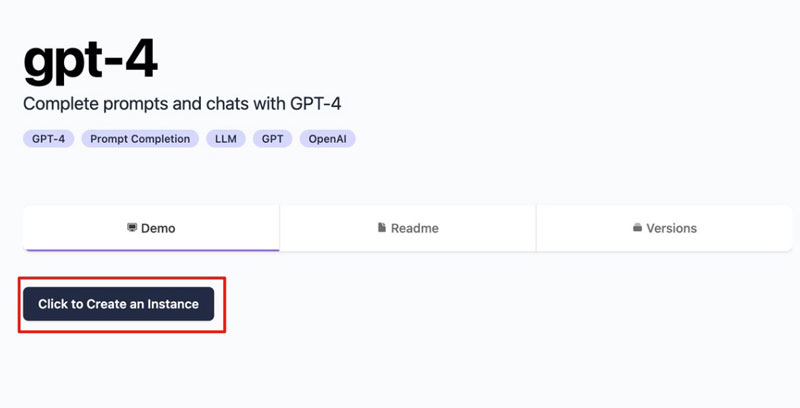 gpt-4
Complete prompts and chats with GPT-4
GPT-4 Prompt Completion LLM GPT OpenAI
Demo Readme Versions
Click to Create an Instance